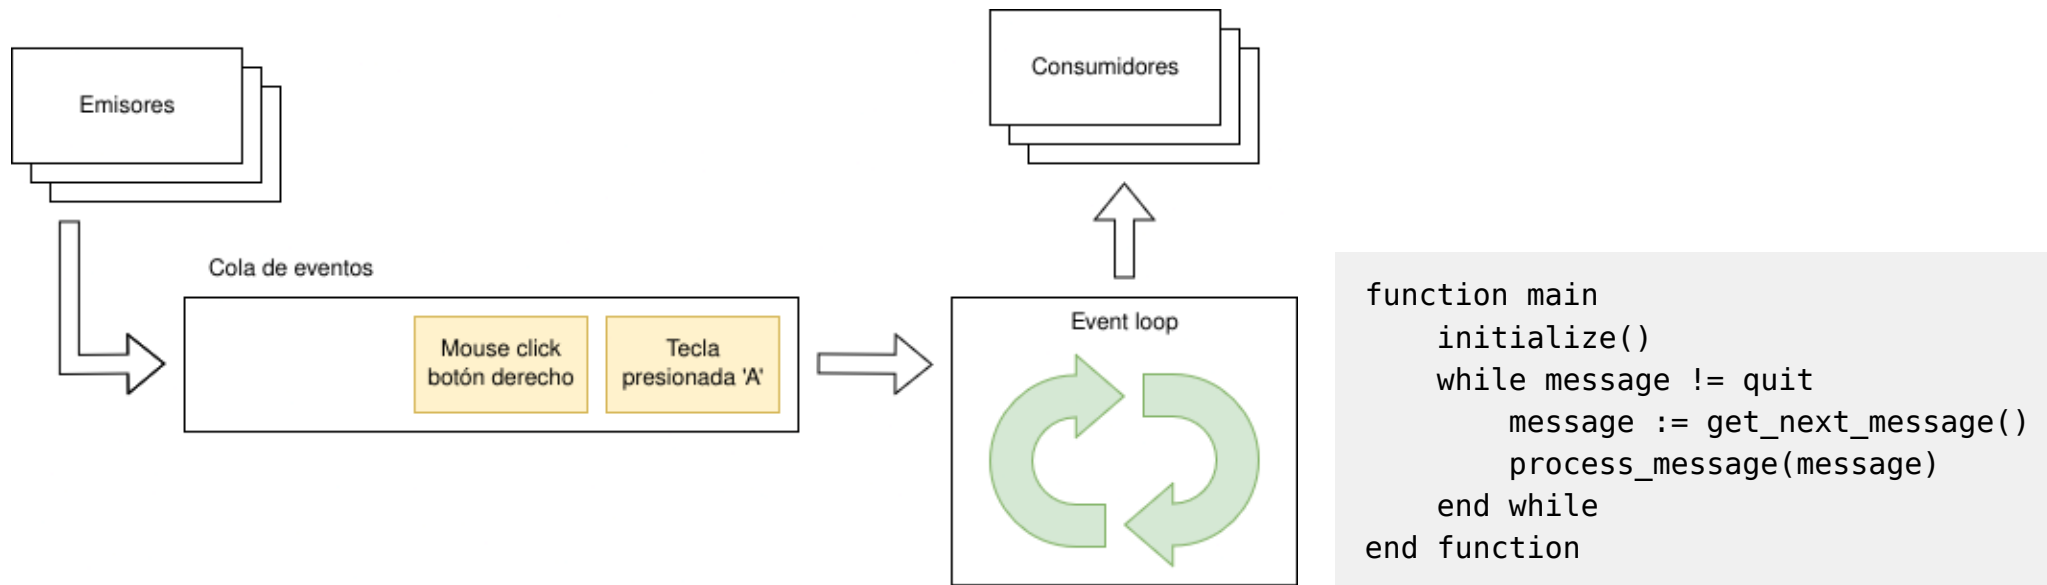 Emisores
Consumidores
Cola de eventos
Mouse click
botón derecho
Tecla
presionada 'A'
Event loop
function main
    initialize()
    while message != quit
        message := get_next_message()
        process_message(message)
    end while
end function